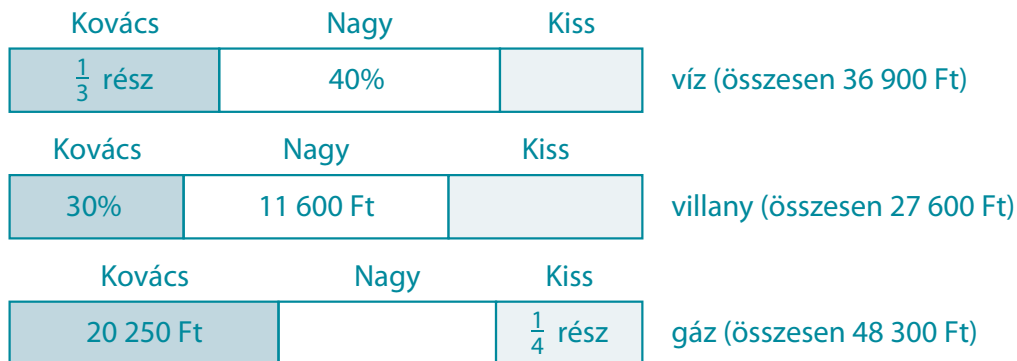 Kovács Nagy Kiss
1/3 rész 40% víz (összesen 36 900 Ft)
Kovács Nagy Kiss
30% 11 600 Ft villany (összesen 27 600 Ft)
Kovács Nagy Kiss
20 250 Ft 1/4 rész gáz (összesen 48 300 Ft)